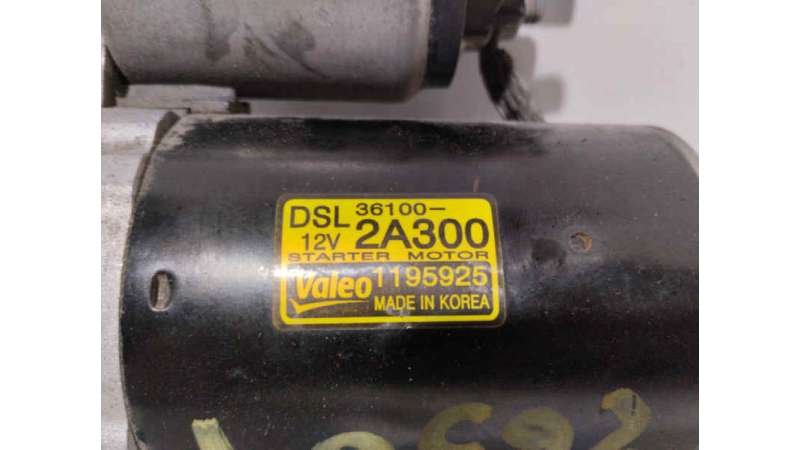 DSL 36100-
12V 2A300
STARTER MOTOR
Valeo 1195925
MADE IN KOREA